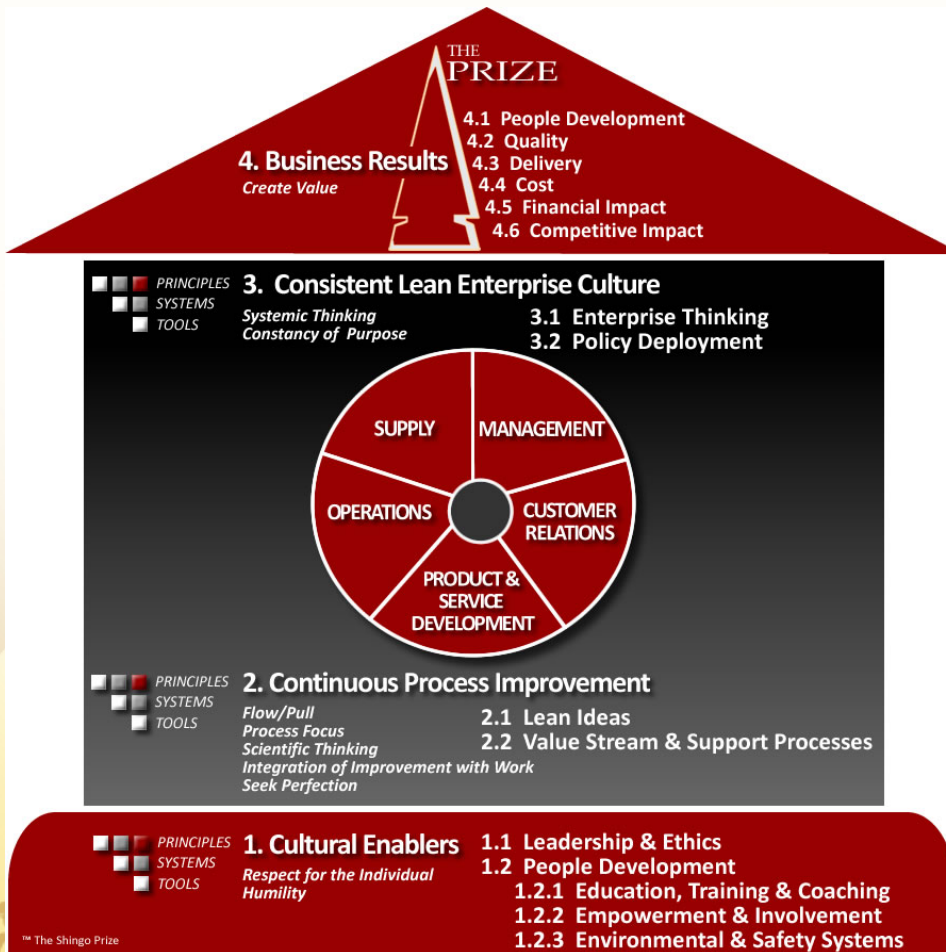 THE
PRIZE
4. Business Results
Create Value
4.1 People Development
4.2 Quality
4.3 Delivery
4.4 Cost
4.5 Financial Impact
4.6 Competitive Impact
PRINCIPLES
SYSTEMS
TOOLS
3. Consistent Lean Enterprise Culture
Systemic Thinking
Constancy of Purpose
3.1 Enterprise Thinking
3.2 Policy Deployment
SUPPLY
MANAGEMENT
OPERATIONS
CUSTOMER
RELATIONS
PRODUCT &
SERVICE
DEVELOPMENT
PRINCIPLES
SYSTEMS
TOOLS
2. Continuous Process Improvement
Flow/Pull
Process Focus
Scientific Thinking
Integration of Improvement with Work
Seek Perfection
2.1 Lean Ideas
2.2 Value Stream & Support Processes
PRINCIPLES
SYSTEMS
TOOLS
1. Cultural Enablers
Respect for the Individual
Humility
1.1 Leadership & Ethics
1.2 People Development
1.2.1 Education, Training & Coaching
1.2.2 Empowerment & Involvement
1.2.3 Environmental & Safety Systems
™ The Shingo Prize